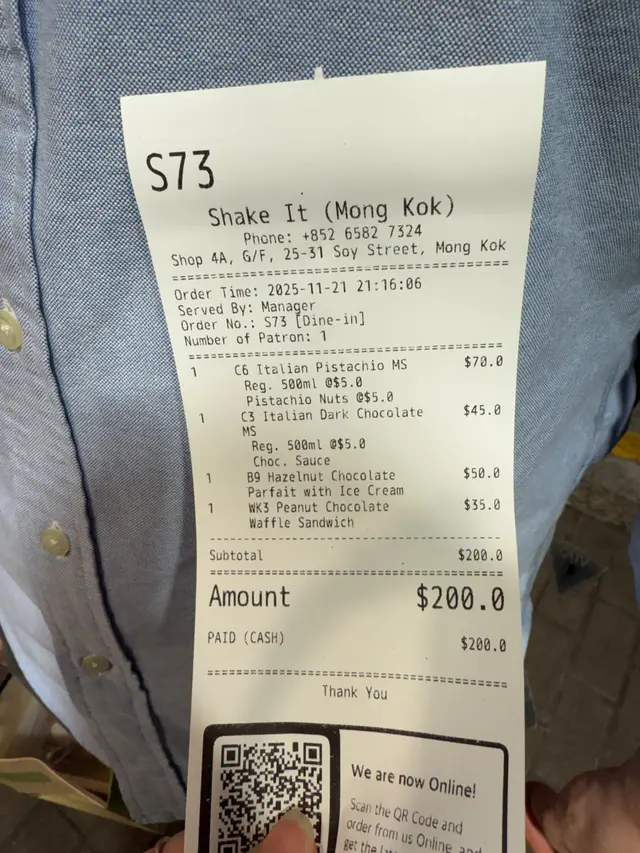 S73
Shake It (Mong Kok)
Phone: +852 6582 7324
Shop 4A, G/F, 25-31 Soy Street, Mong Kok
Order Time: 2025-11-21 21:16:06
Served By: Manager
Order No.: S73 [Dine-in]
Number of Patron: 1
1 C6 Italian Pistachio MS $70.0
Reg. 500ml @$5.0
Pistachio Nuts @$5.0
1 C3 Italian Dark Chocolate $45.0
MS
Reg. 500ml @$5.0
Choc. Sauce
1 B9 Hazelnut Chocolate $50.0
Parfait with Ice Cream
1 WK3 Peanut Chocolate $35.0
Waffle Sandwich
Subtotal $200.0
Amount $200.0
PAID (CASH) $200.0
Thank You
We are now Online!
Scan the QR Code and
order from us Online, and
get the